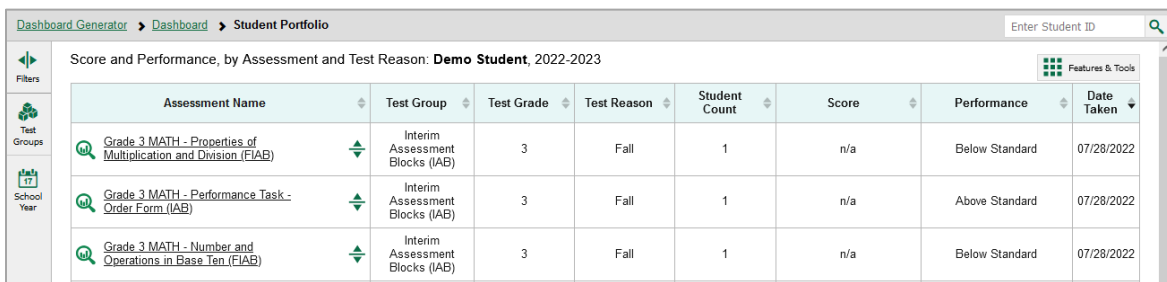 Dashboard Generator Dashboard Student Portfolio
Enter Student ID
Filters
Test
Groups
17
School
Year
Score and Performance, by Assessment and Test Reason: Demo Student, 2022-2023
Features & Tools
Assessment Name Test Group Test Grade Test Reason Student Count Score Performance Date Taken
Grade 3 MATH - Properties of
Multiplication and Division (FIAB)
Interim
Assessment
Blocks (IAB)
3 Fall 1 n/a Below Standard 07/28/2022
Grade 3 MATH - Performance Task -
Order Form (IAB)
Interim
Assessment
Blocks (IAB)
3 Fall 1 n/a Above Standard 07/28/2022
Grade 3 MATH - Number and
Operations in Base Ten (FIAB)
Interim
Assessment
Blocks (IAB)
3 Fall 1 n/a Below Standard 07/28/2022